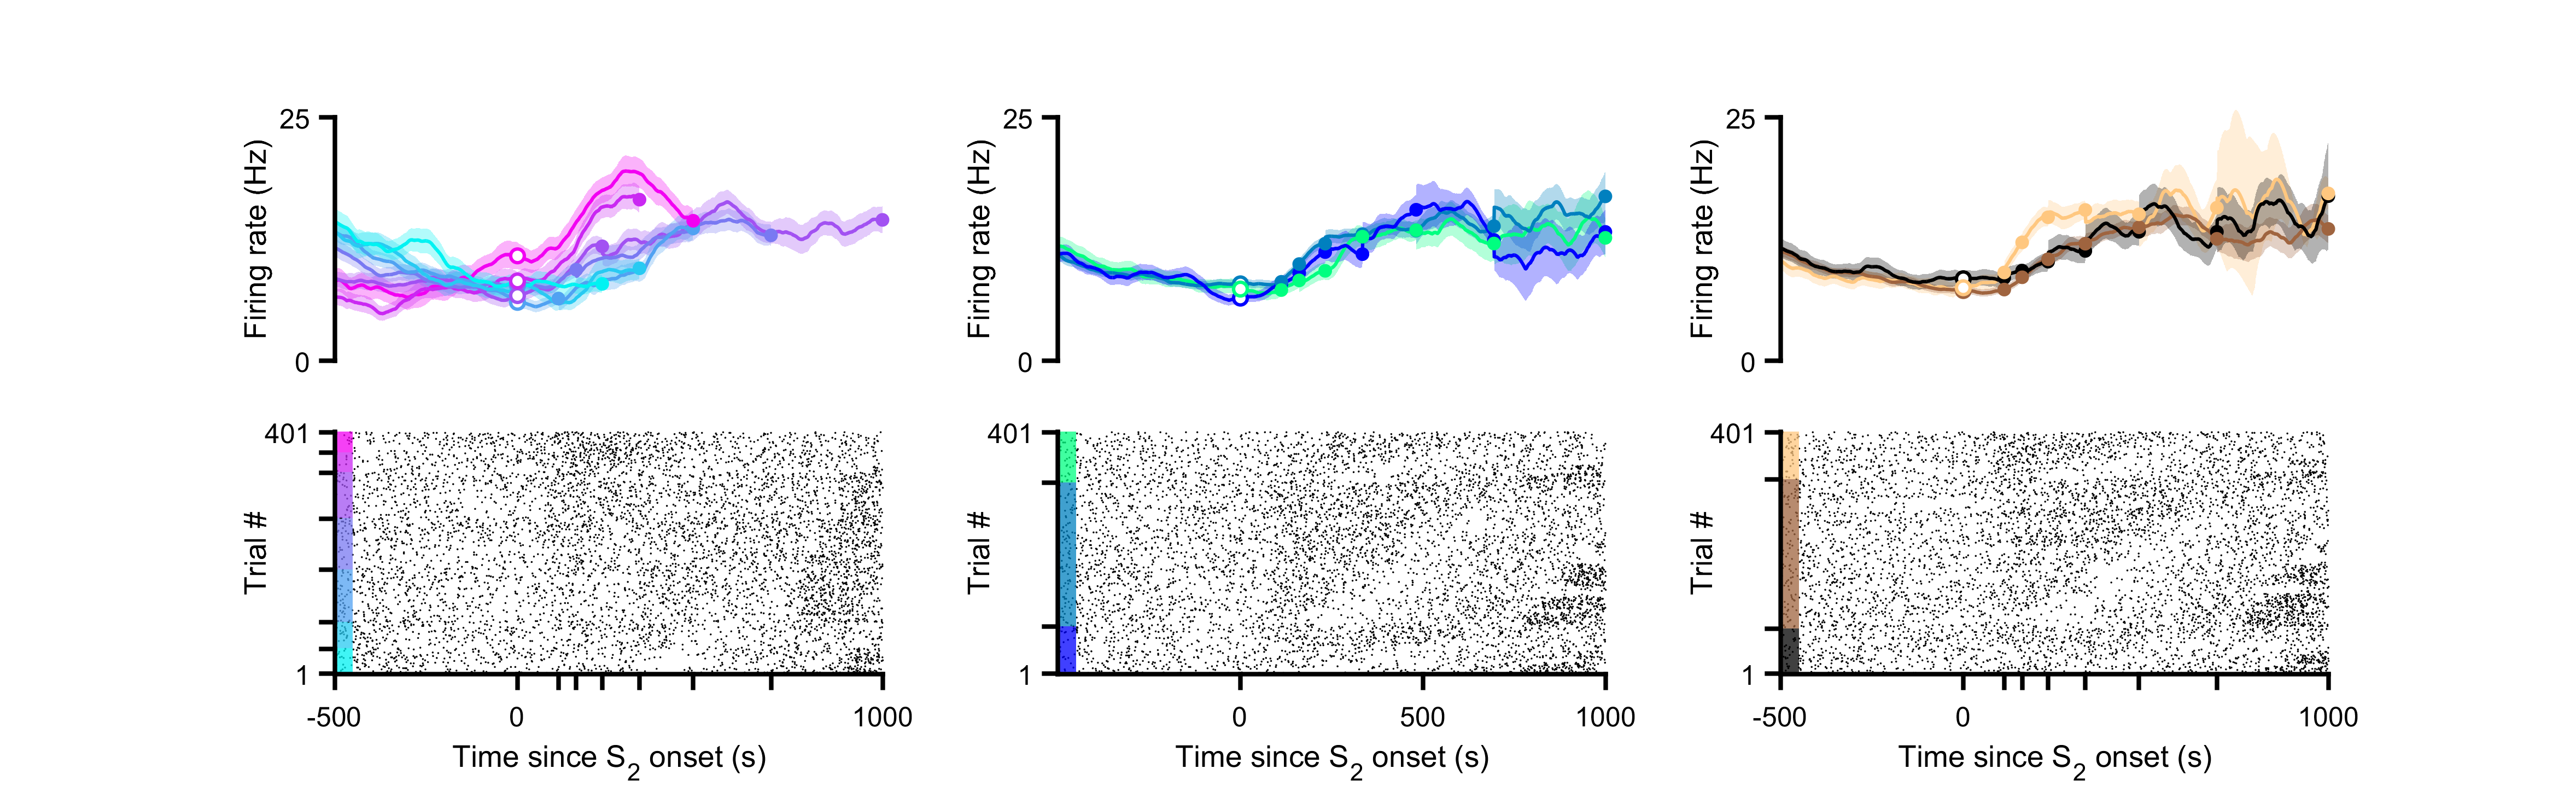 25
Firing rate (Hz)
0
25
Firing rate (Hz)
0
25
Firing rate (Hz)
0
401
Trial #
1
-500
0
1000
Time since S2 onset (s)
401
Trial #
1
0
500
1000
Time since S2 onset (s)
401
Trial #
1
-500
0
1000
Time since S2 onset (s)